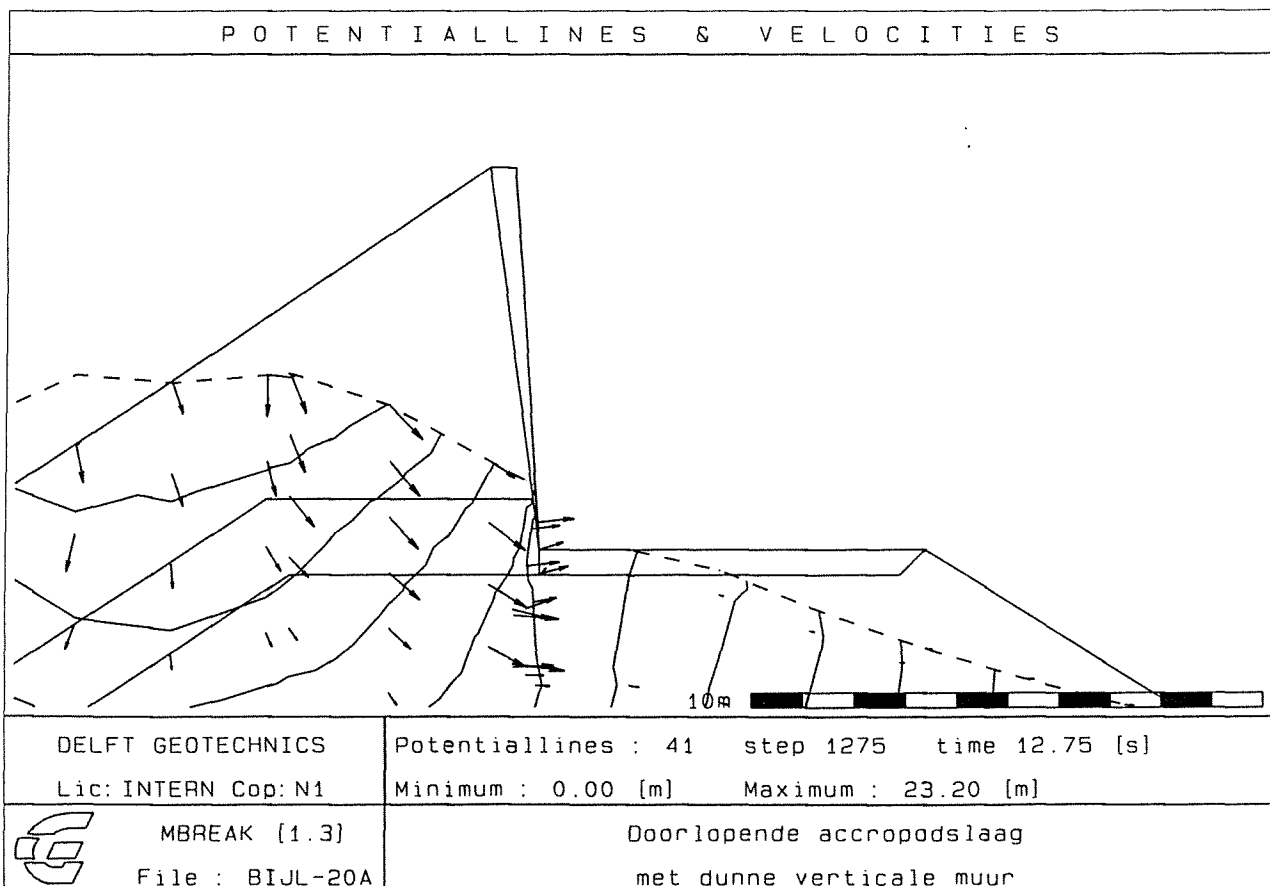 POTENTIALLINES & VELOCITIES
10m
DELFT GEOTECHNICS
Lic: INTERN Cop: N1
Potentiallines : 41 step 1275 time 12.75 [s]
Minimum : 0.00 [m] Maximum : 23.20 [m]
MBREAK [1.3]
File : BIJL-20A
Doorlopende accropodslaag
met dunne verticale muur